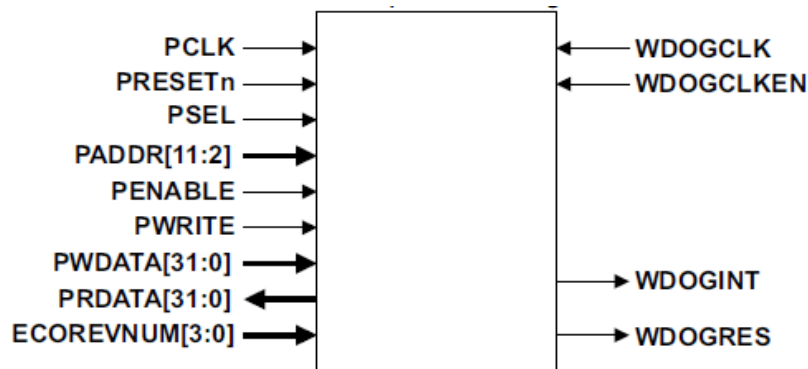 PCLK
PRESETn
PSEL
PADDR[11:2]
PENABLE
PWRITE
PWDATA[31:0]
PRDATA[31:0]
ECOREVNUM[3:0]
WDOGCLK
WDOGCLKEN
WDOGINT
WDOGRES